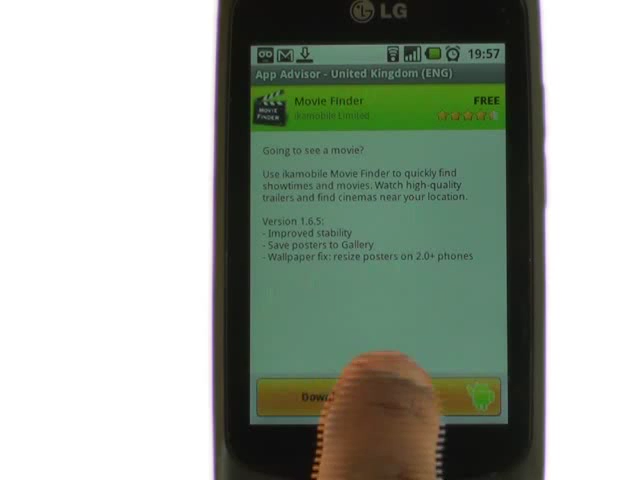 LG
19:57
App Advisor - United Kingdom (ENG)
MOVIE
FINDER
Movie Finder
FREE
ikamobile Limited
Going to see a movie?
Use ikamobile Movie Finder to quickly find
showtimes and movies. Watch high-quality
trailers and find cinemas near your location.
Version 1.6.5:
- Improved stability
- Save posters to Gallery
- Wallpaper fix: resize posters on 2.0+ phones